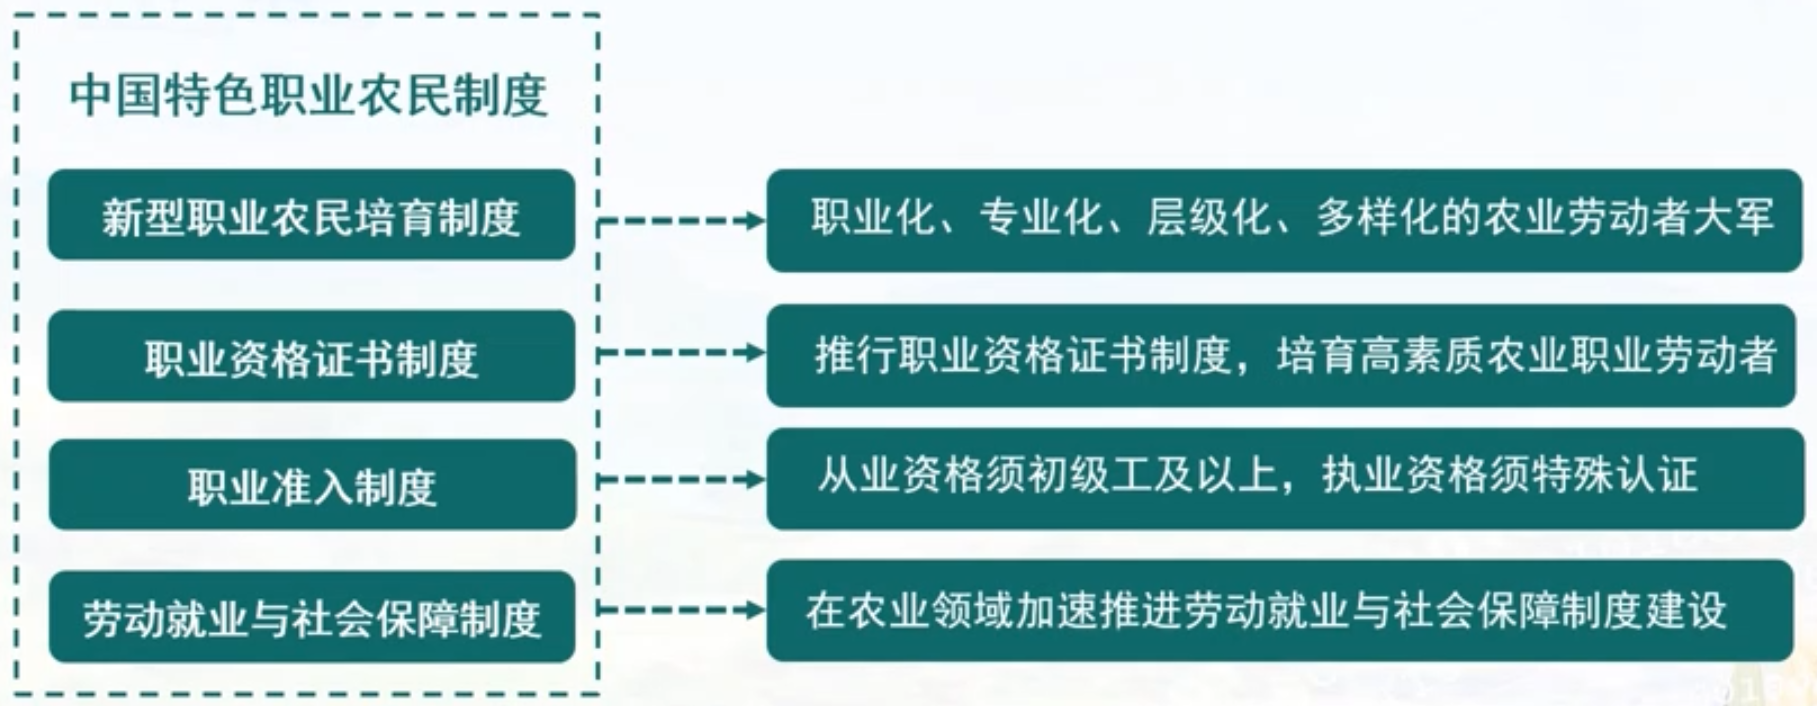 中国特色职业农民制度
新型职业农民培育制度
职业化、专业化、层级化、多样化的农业劳动者大军
职业资格证书制度
推行职业资格证书制度，培育高素质农业职业劳动者
职业准入制度
从业资格须初级工及以上，执业资格须特殊认证
劳动就业与社会保障制度
在农业领域加速推进劳动就业与社会保障制度建设